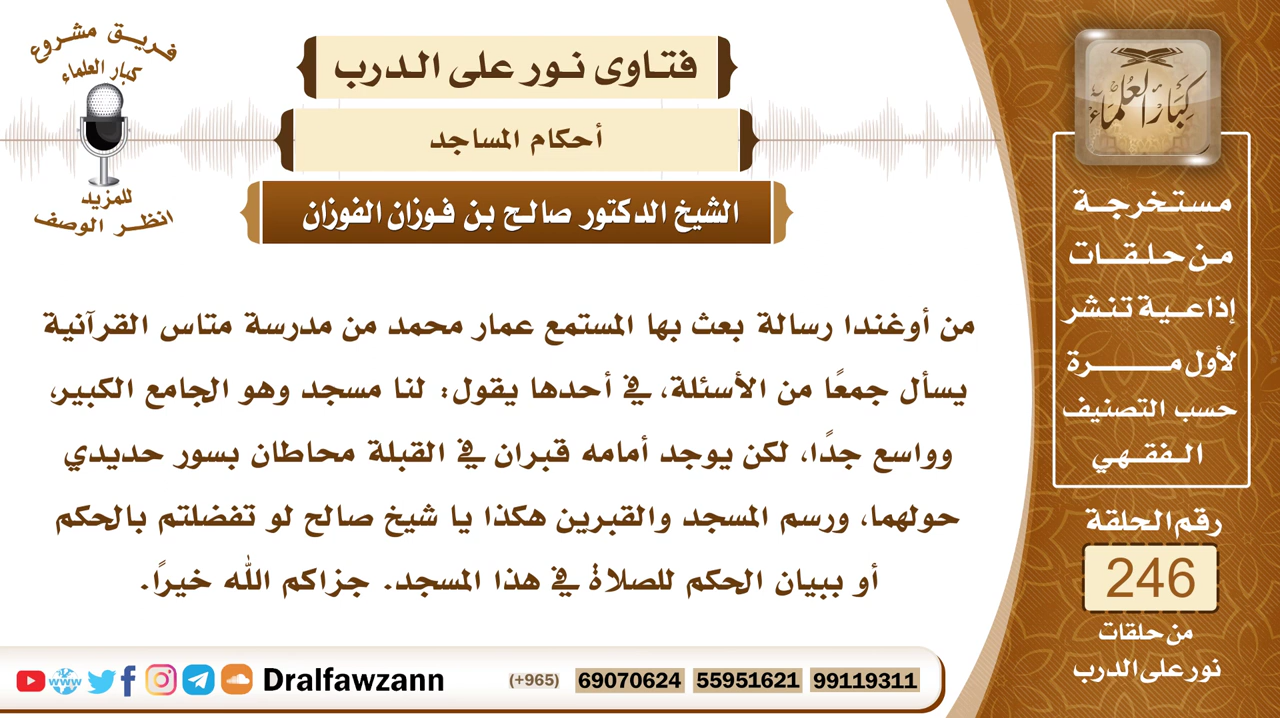 فريق مشروع
كبار العلماء
للمزيد
انظر الوصف
فتاوى نور على الدرب
أحكام المساجد
الشيخ الدكتور صالح بن فوزان الفوزان
من أوغندا رسالة بعث بها المستمع عمار محمد من مدرسة متاس القرآنية
يسأل جمعًا من الأسئلة، في أحدها يقول: لنا مسجد وهو الجامع الكبير،
وواسع جدًا، لكن يوجد أمامه قبران في القبلة محاطان بسور حديدي
حولهما، ورسم المسجد والقبرين هكذا يا شيخ صالح لو تفضلتم بالحكم
أو ببيان الحكم للصلاة في هذا المسجد. جزاكم الله خيرًا.
كبار العلماء
مستخرجة
من حلقات
إذاعية تنشر
لأول مرة
حسب التصنيف
الفقهي
رقم الحلقة
246
من حلقات
نور على الدرب
www Dralfawzann (+965) 69070624 55951621 99119311